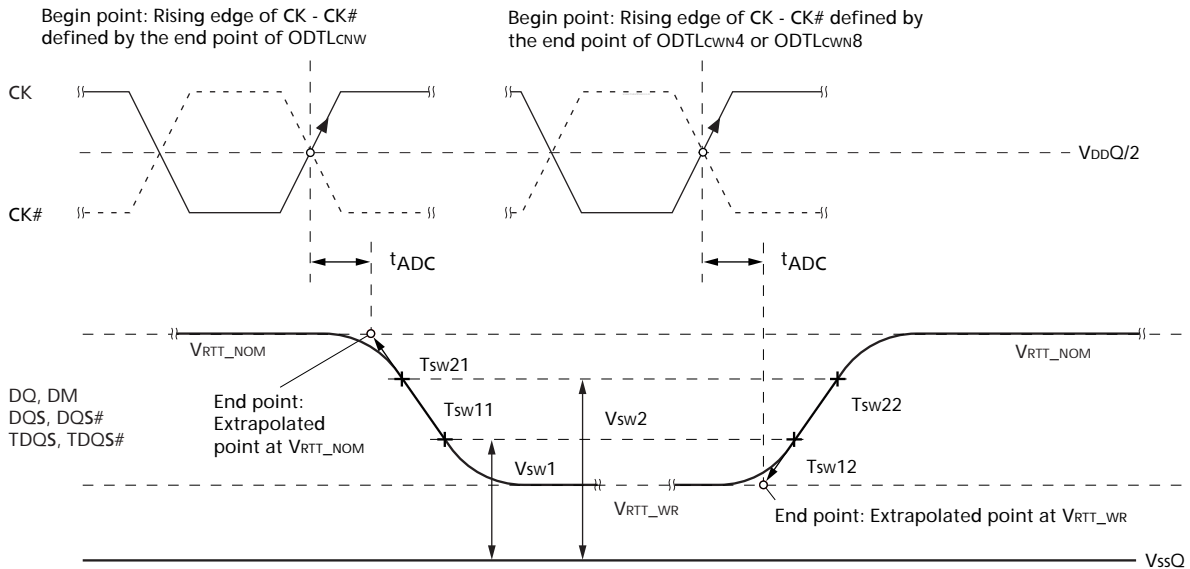 Begin point: Rising edge of CK - CK#
defined by the end point of ODTLCNW
Begin point: Rising edge of CK - CK# defined by
the end point of ODTLCWN4 or ODTLCWN8
CK
VDDQ/2
CK#
tADC
tADC
VRTT_NOM
VRTT_NOM
TSW21
DQ, DM
DQS, DQS#
TDQS, TDQS#
End point:
Extrapolated
point at VRTT_NOM
TSW11
VSW2
TSW22
VSW1
TSW12
VRTT_WR
End point: Extrapolated point at VRTT_WR
VSSQ